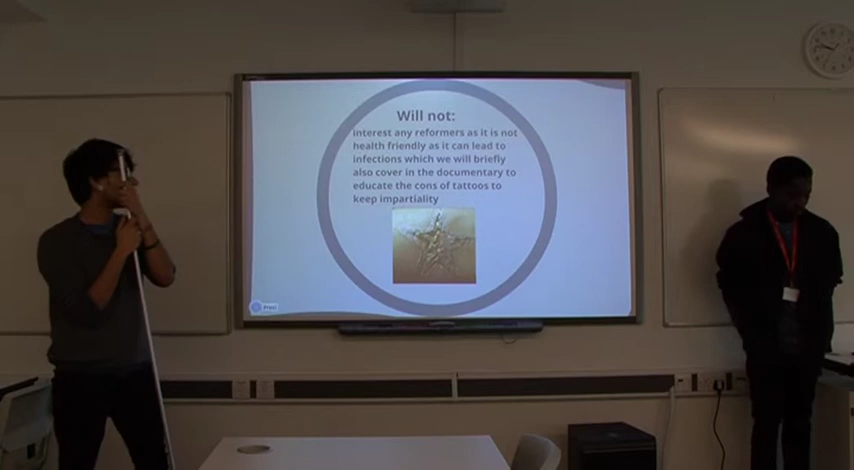 Will not:
interest any reformers as it is not
health friendly as it can lead to
infections which we will briefly
also cover in the documentary to
educate the cons of tattoos to
keep impartiality
Prezi